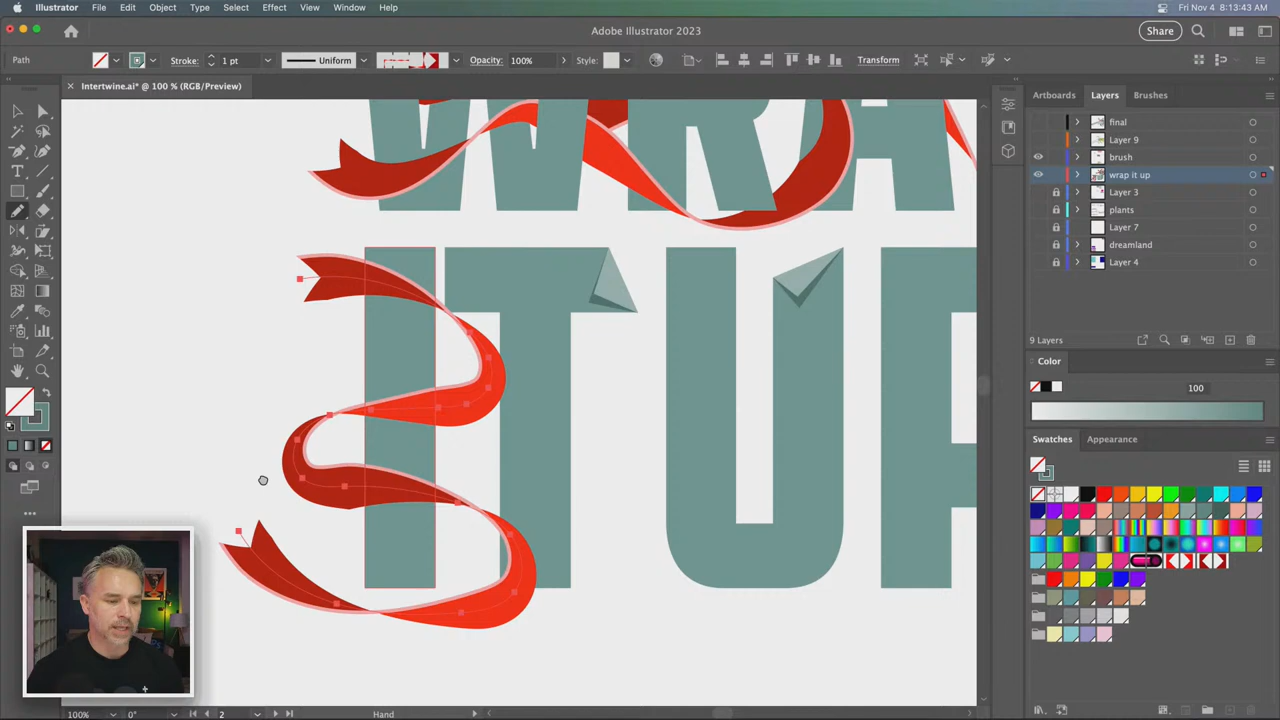 Illustrator File Edit Object Type Select Effect View Window Help
Fri Nov 4 8:13:43 AM
Adobe Illustrator 2023
Share
Path
Stroke:
1 pt
Uniform
Opacity:
100%
Style:
Transform
Intertwine.ai* @ 100 % (RGB/Preview)
Artboards
Layers
Brushes
final
Layer 9
brush
wrap it up
Layer 3
plants
Layer 7
dreamland
Layer 4
9 Layers
Color
100
Swatches
Appearance
WRA
IT UP
100%
0°
2
Hand